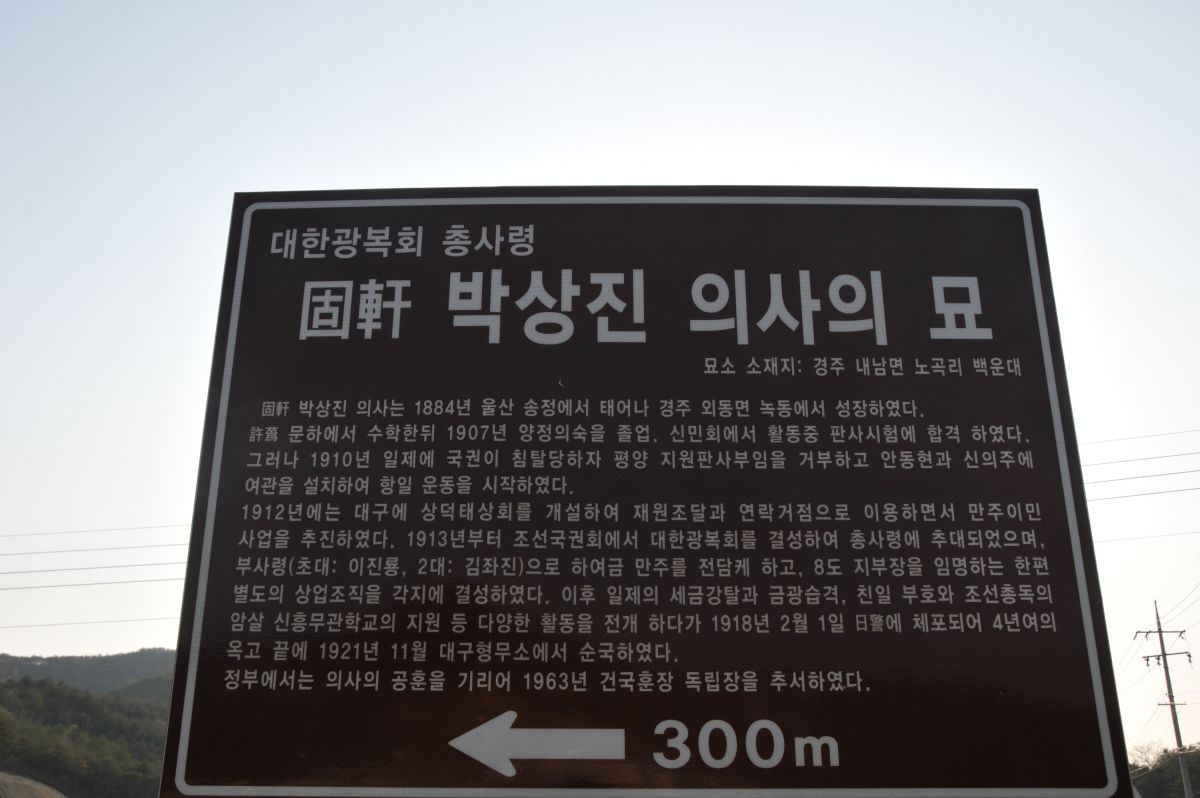 대한광복회 총사령
固軒 박상진 의사의 묘
묘소 소재지: 경주 내남면 노곡리 백운대
固軒 박상진 의사는 1884년 울산 송정에서 태어나 경주 외동면 녹동에서 성장하였다.
許蔿 문하에서 수학한뒤 1907년 양정의숙을 졸업. 신민회에서 활동중 판사시험에 합격 하였다.
그러나 1910년 일제에 국권이 침탈당하자 평양 지원판사부임을 거부하고 안동현과 신의주에
여관을 설치하여 항일 운동을 시작하였다.
1912년에는 대구에 상덕태상회를 개설하여 재원조달과 연락거점으로 이용하면서 만주이민
사업을 추진하였다. 1913년부터 조선국권회에서 대한광복회를 결성하여 총사령에 추대되었으며,
부사령(초대: 이진룡, 2대: 김좌진)으로 하여금 만주를 전담케 하고, 8도 지부장을 임명하는 한편
별도의 상업조직을 각지에 결성하였다. 이후 일제의 세금강탈과 금광습격, 친일 부호와 조선총독의
암살 신흥무관학교의 지원 등 다양한 활동을 전개 하다가 1918년 2월 1일 日警에 체포되어 4년여의
옥고 끝에 1921년 11월 대구형무소에서 순국하였다.
정부에서는 의사의 공훈을 기리어 1963년 건국훈장 독립장을 추서하였다.
300m